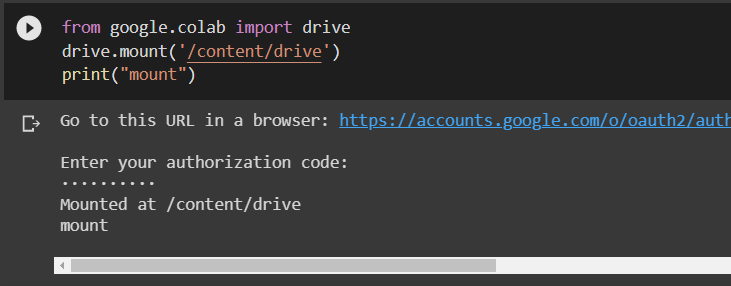 from google.colab import drive
drive.mount('/content/drive')
print("mount")
Go to this URL in a browser: https://accounts.google.com/o/oauth2/auth
Enter your authorization code:
··········
Mounted at /content/drive
mount